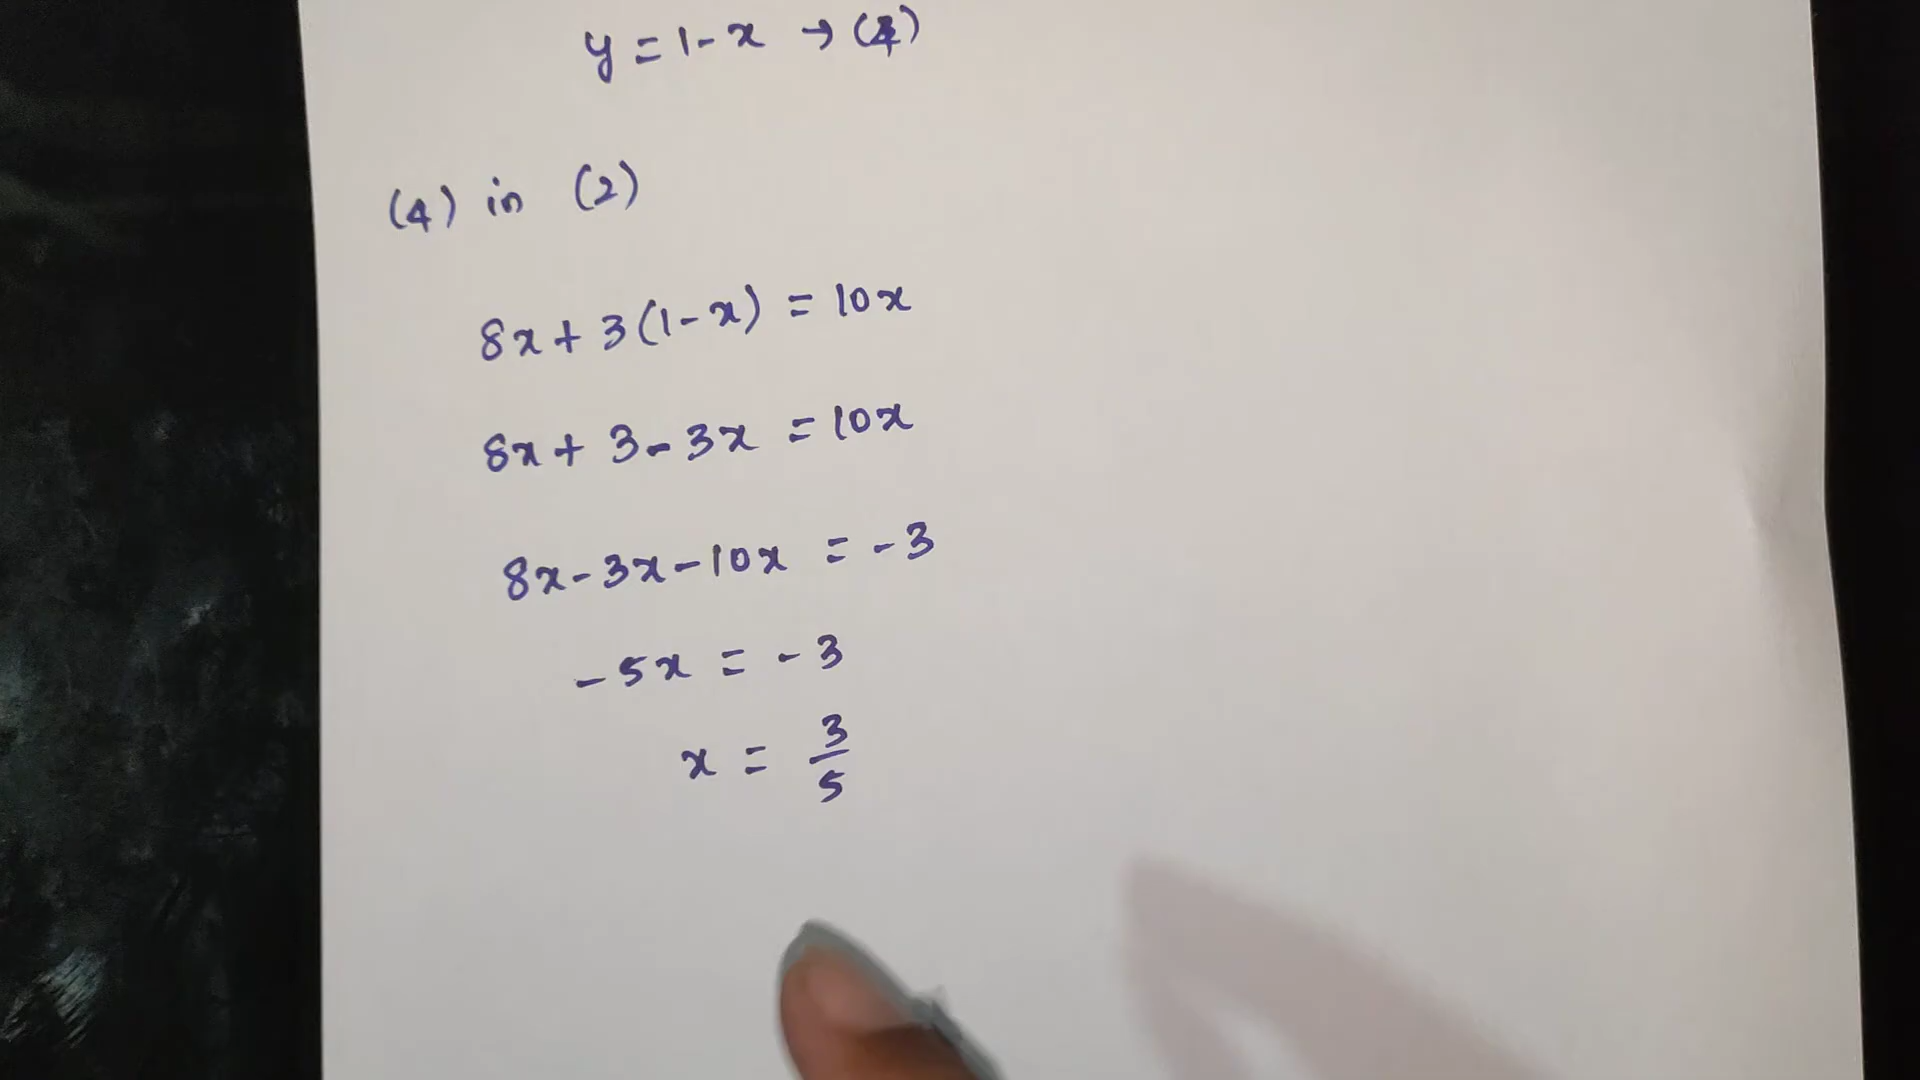 y = 1 - x → (4)
(4) in (2)
8x + 3(1 - x) = 10x
8x + 3 - 3x = 10x
8x - 3x - 10x = -3
-5x = -3
x = 3/5